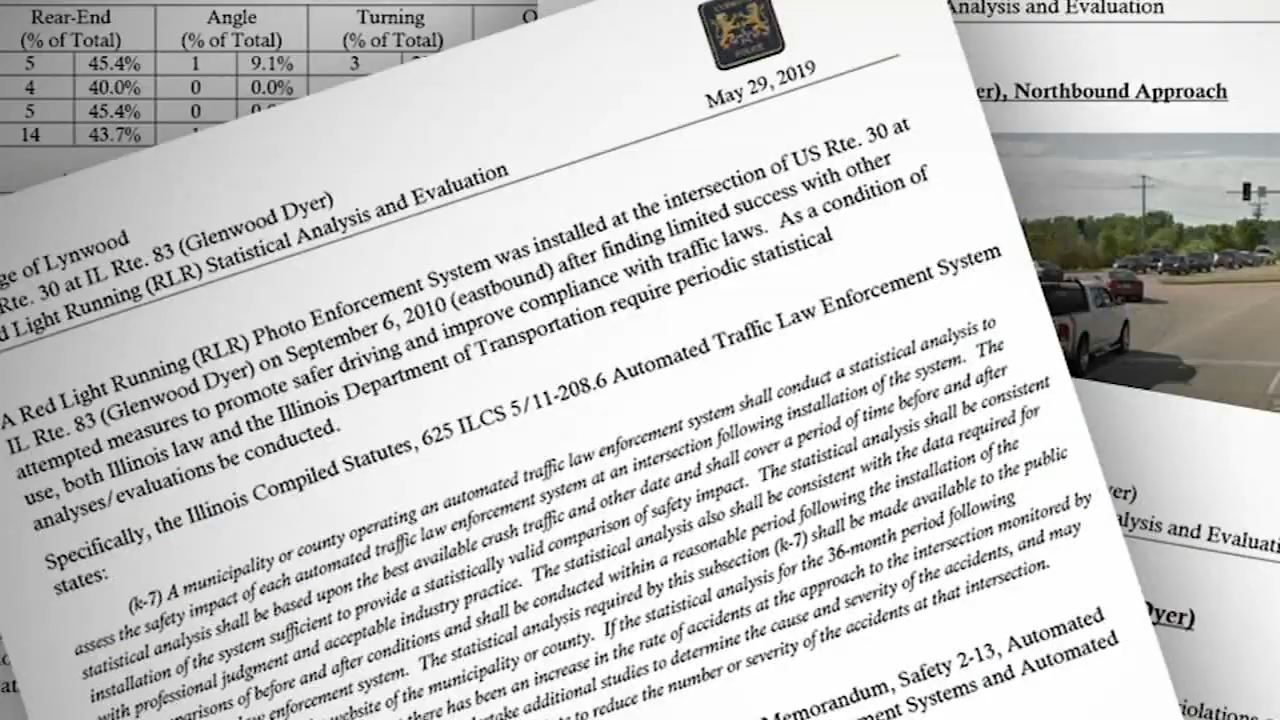 Rear-End Angle Turning
(% of Total) (% of Total) (% of Total)
5 45.4% 1 9.1% 3
4 40.0% 0 0.0%
5 45.4% 0
14 43.7%
POLICE
May 29, 2019
ge of Lynwood
Rte. 30 at IL Rte. 83 (Glenwood Dyer)
d Light Running (RLR) Statistical Analysis and Evaluation
A Red Light Running (RLR) Photo Enforcement System was installed at the intersection of US Rte. 30 at
IL Rte. 83 (Glenwood Dyer) on September 6, 2010 (eastbound) after finding limited success with other
attempted measures to promote safer driving and improve compliance with traffic laws. As a condition of
use, both Illinois law and the Illinois Department of Transportation require periodic statistical
analyses/evaluations be conducted.
Specifically, the Illinois Compiled Statutes, 625 ILCS 5/11-208.6 Automated Traffic Law Enforcement System
states:
(k-7) A municipality or county operating an automated traffic law enforcement system shall conduct a statistical analysis to
assess the safety impact of each automated traffic law enforcement system at an intersection following installation of the system. The
statistical analysis shall be based upon the best available crash traffic and other date and shall cover a period of time before and after
installation of the system sufficient to provide a statistically valid comparison of safety impact. The statistical analysis shall be consistent
with professional judgment and acceptable industry practice. The statistical analysis also shall be consistent with the data required for
parisons of before and after conditions and shall be conducted within a reasonable period following the installation of the
w enforcement system. The statistical analysis required by this subsection (k-7) shall be made available to the public
website of the municipality or county. If the statistical analysis for the 36-month period following
there has been an increase in the rate of accidents at the approach to the intersection monitored by
ertake additional studies to determine the cause and severity of the accidents, and may
te to reduce the number or severity of the accidents at that intersection.
Memorandum, Safety 2-13, Automated
ment Systems and Automated
Analysis and Evaluation
er), Northbound Approach
yer)
alysis and Evaluati
Dyer)
iolations